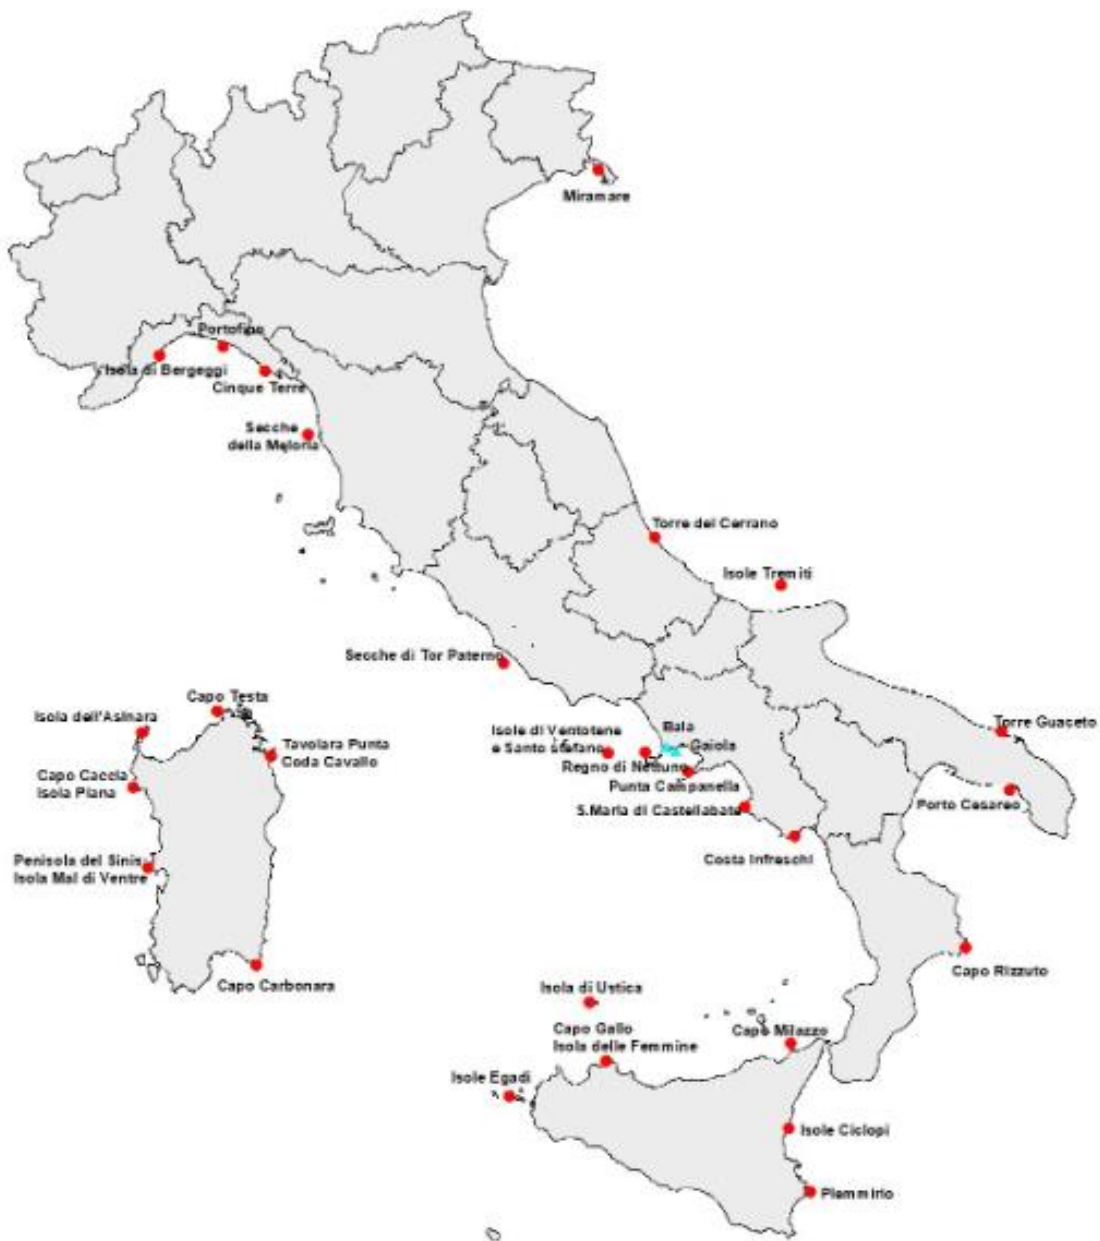 Miramare
Portofino
Isola di Bergeggi
Cinque Terre
Secche
della Meloria
Torre del Cerrano
Isole Tremiti
Secche di Tor Paterno
Capo Testa
Isola dell'Asinara
Tavolara Punta
Coda Cavallo
Capo Caccia
Isola Piana
Penisola del Sinis
Isola Mal di Ventre
Capo Carbonara
Isole di Ventotene
e Santo Stefano
Baia
Gaiola
Regno di Nettuno
Punta Campanella
S.Maria di Castellabate
Costa Infreschi
Torre Guaceto
Porto Cesareo
Capo Rizzuto
Isola di Ustica
Capo Gallo
Isola delle Femmine
Capo Milazzo
Isole Egadi
Isole Ciclopi
Plemmirio